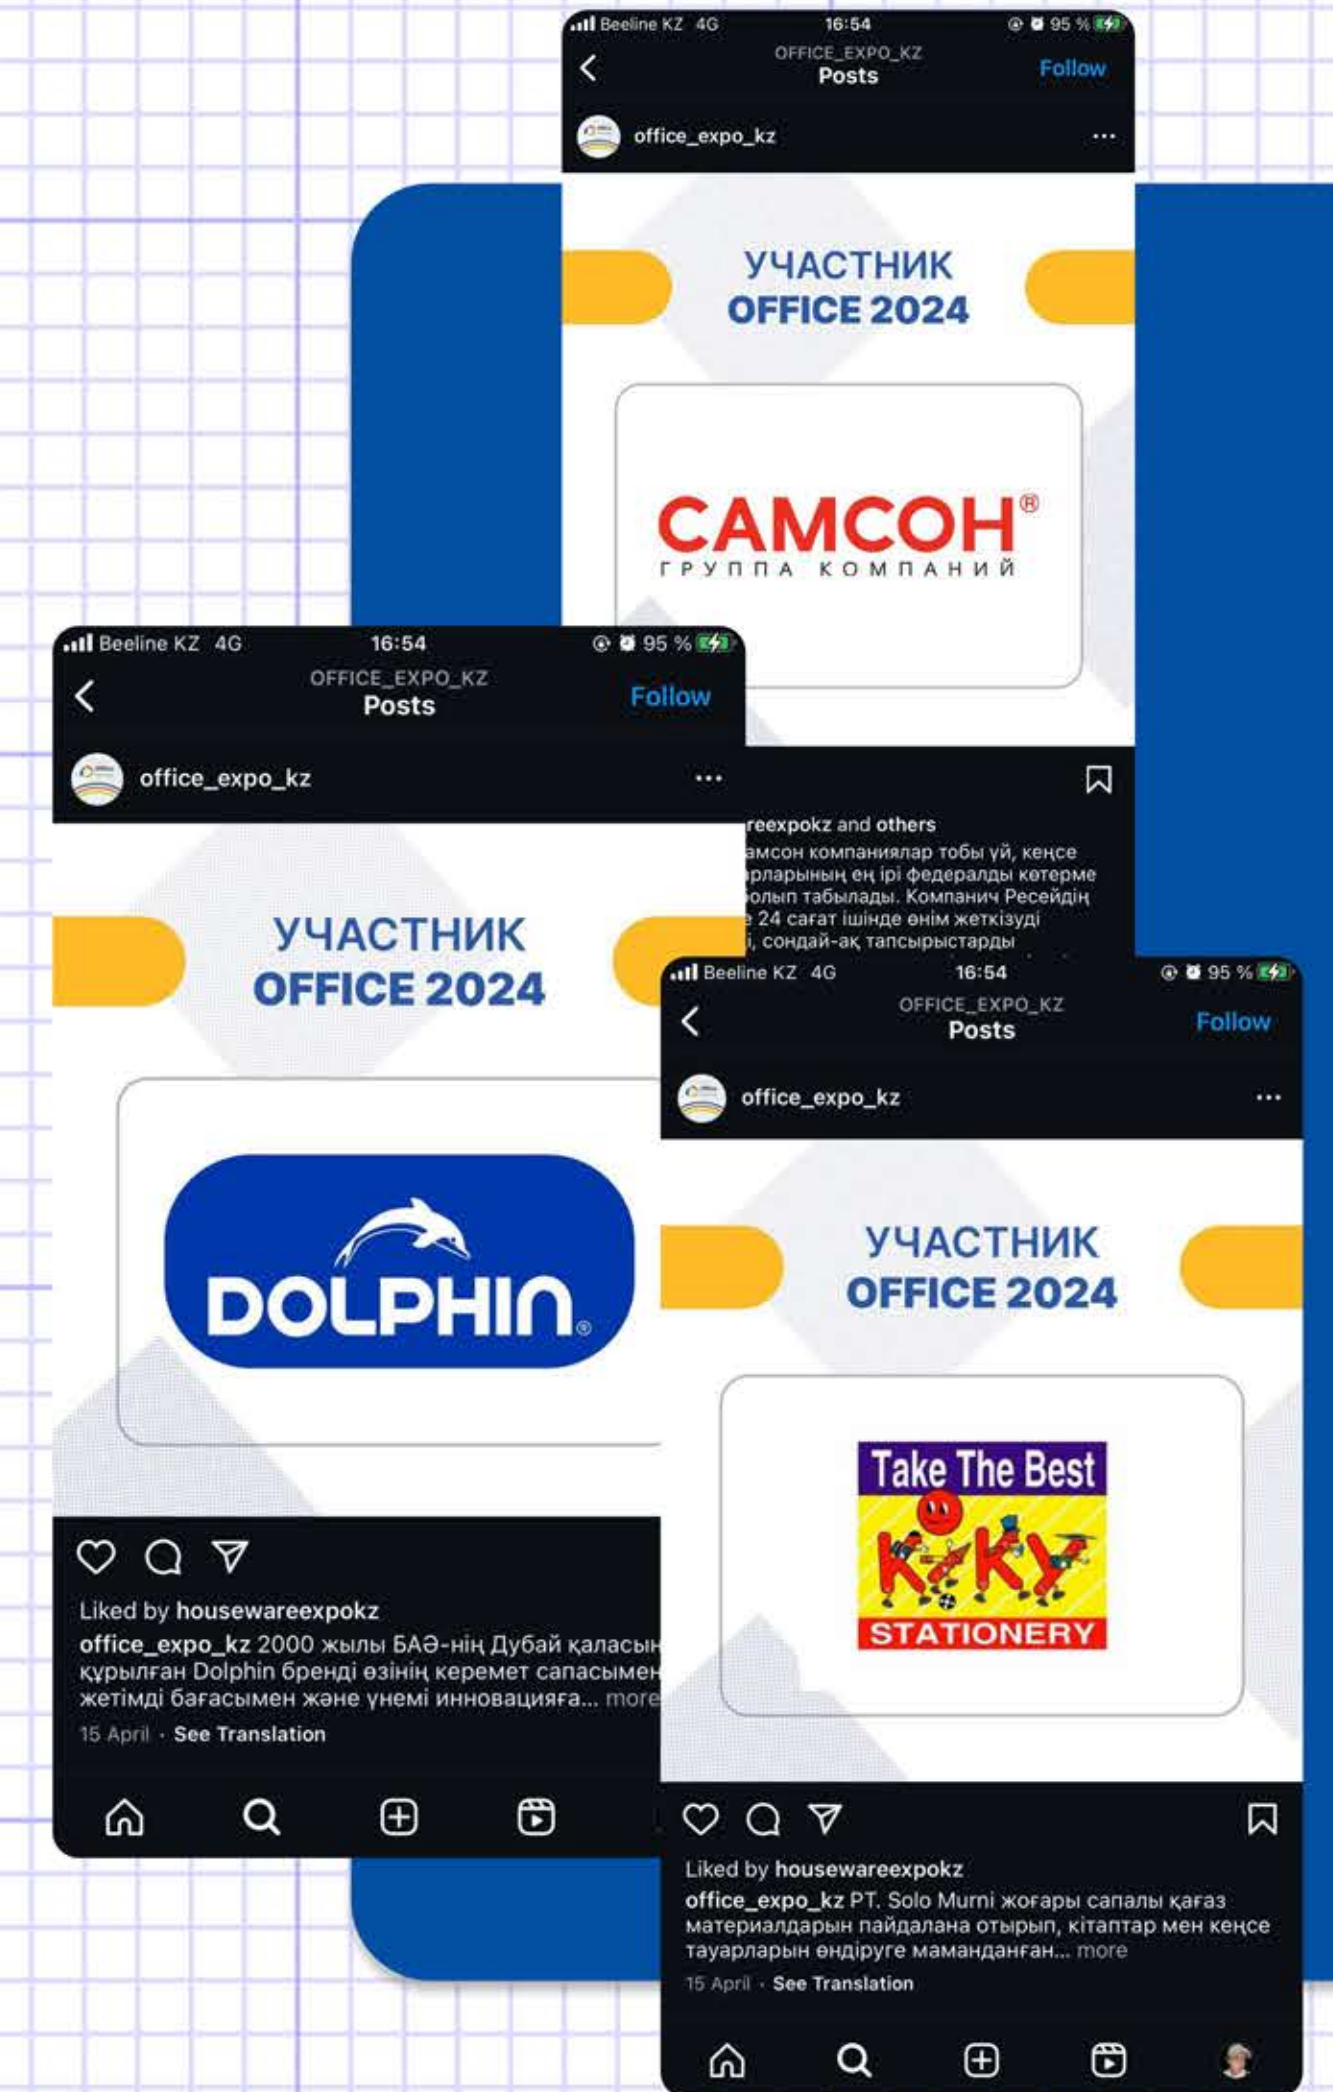 Beeline KZ 4G 16:54 95 %
OFFICE_EXPO_KZ
Posts
Follow
office_expo_kz
УЧАСТНИК
OFFICE 2024
САМСОН®
ГРУППА КОМПАНИЙ
reexpokz and others
амсон компаниялар тобы үй, кеңсе
рларының ең ірі федералды көтерме
олып табылады. Компанич Ресейдің
24 сағат ішінде өнім жеткізуді
і, сондай-ақ тапсырыстарды
Beeline KZ 4G 16:54 95 %
OFFICE_EXPO_KZ
Posts
Follow
office_expo_kz
УЧАСТНИК
OFFICE 2024
DOLPHIN®
Liked by housewareexpokz
office_expo_kz 2000 жылы БАӘ-нің Дубай қаласын
құрылған Dolphin бренді өзінің керемет сапасымен
жетімді бағасымен және үнемі инновацияға... more
15 April · See Translation
Beeline KZ 4G 16:54 95 %
OFFICE_EXPO_KZ
Posts
Follow
office_expo_kz
УЧАСТНИК
OFFICE 2024
Take The Best
KiKY
STATIONERY
Liked by housewareexpokz
office_expo_kz PT. Solo Murni жоғары сапалы қағаз
материалдарын пайдалана отырып, кітаптар мен кеңсе
тауарларын өндіруге маманданған... more
15 April · See Translation